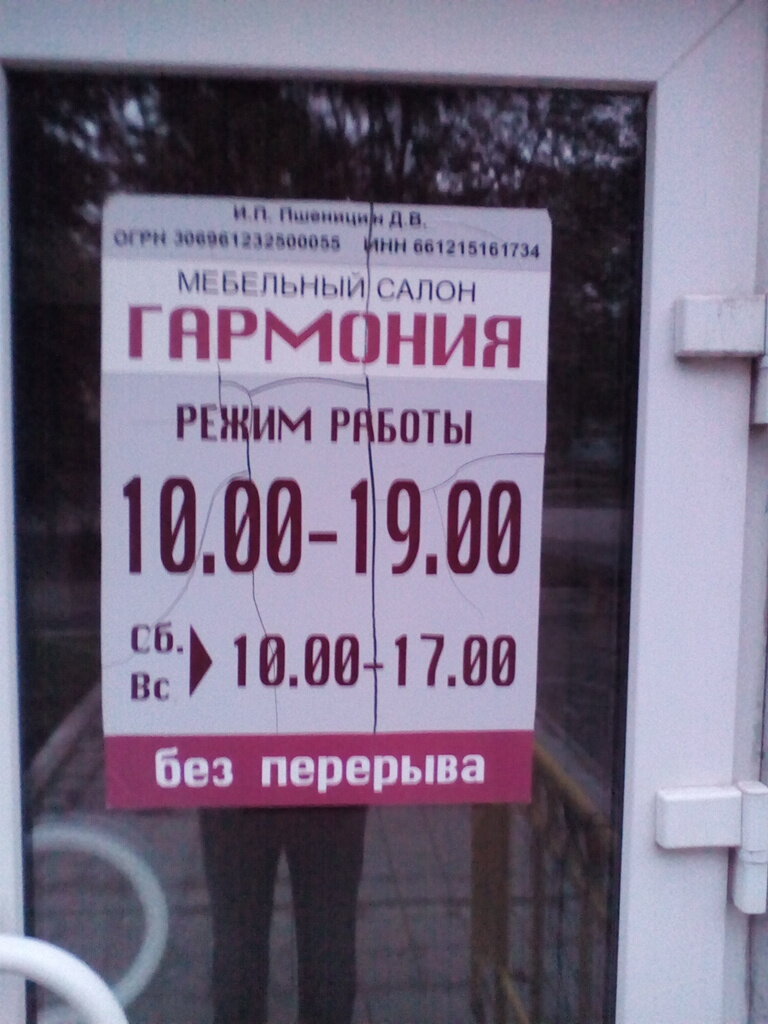 И.П. Пшеницин Д.В.
ОГРН 306961232500055 ИНН 661215161734
МЕБЕЛЬНЫЙ САЛОН
ГАРМОНИЯ
РЕЖИМ РАБОТЫ
10.00-19.00
Сб.
Вс
10.00-17.00
без перерыва